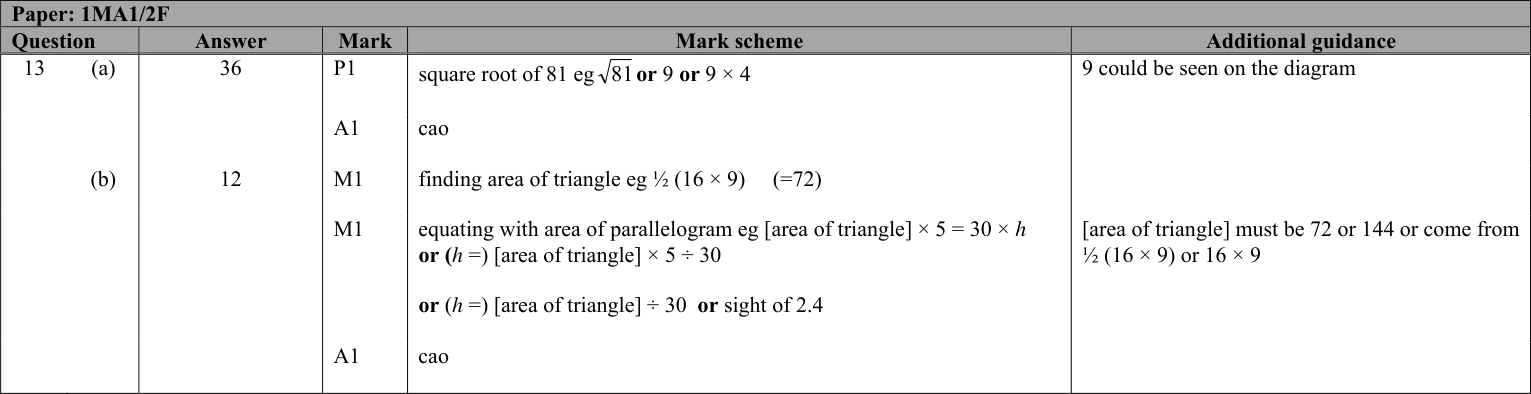 Paper: 1MA1/2F
Question Answer Mark Mark scheme Additional guidance
13 (a) 36 P1 square root of 81 eg √81 or 9 or 9 × 4 9 could be seen on the diagram
A1 cao
(b) 12 M1 finding area of triangle eg ½ (16 × 9) (=72)
M1 equating with area of parallelogram eg [area of triangle] × 5 = 30 × h [area of triangle] must be 72 or 144 or come from
or (h =) [area of triangle] × 5 ÷ 30 ½ (16 × 9) or 16 × 9
or (h =) [area of triangle] ÷ 30 or sight of 2.4
A1 cao